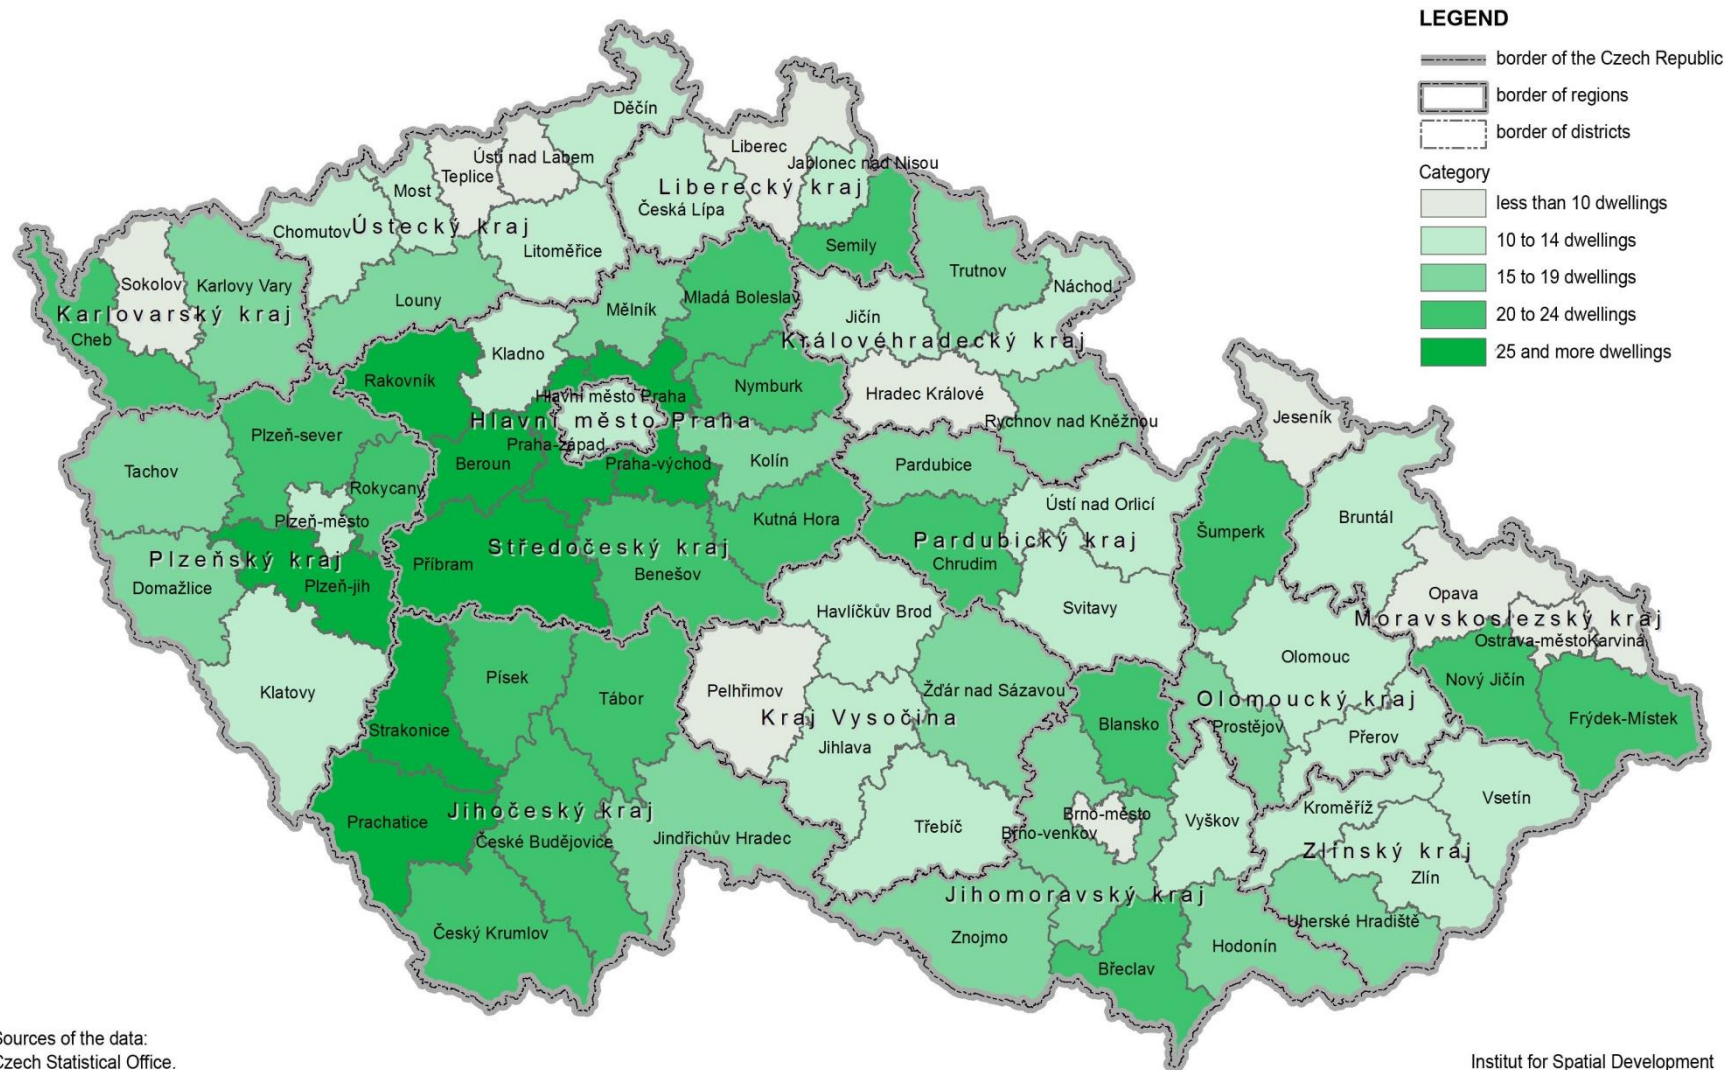 LEGEND
border of the Czech Republic
border of regions
border of districts
Category
less than 10 dwellings
10 to 14 dwellings
15 to 19 dwellings
20 to 24 dwellings
25 and more dwellings
Děčín
Liberec
Ústí nad Labem
Jablonec nad Nisou
Teplice
Most
Liberecký kraj
Česká Lípa
Chomutov
Ústecký kraj
Semily
Litoměřice
Trutnov
Sokolov
Karlovy Vary
Náchod
Louny
Mladá Boleslav
Mělník
Karlovarský kraj
Jičín
Cheb
Královéhradecký kraj
Kladno
Rakovník
Nymburk
Hlavní město Praha
Hradec Králové
Jeseník
Hlavní město Praha
Rychnov nad Kněžnou
Plzeň-sever
Praha-západ
Beroun
Praha-východ
Kolín
Pardubice
Tachov
Rokycany
Ústí nad Orlicí
Plzeň-město
Kutná Hora
Bruntál
Šumperk
Pardubický kraj
Středočeský kraj
Plzeňský kraj
Příbram
Chrudim
Benešov
Domažlice
Plzeň-jih
Opava
Havlíčkův Brod
Svitavy
Moravskoslezský kraj
Ostrava-město
Karviná
Olomouc
Písek
Nový Jičín
Klatovy
Pelhřimov
Žďár nad Sázavou
Tábor
Olomoucký kraj
Kraj Vysočina
Blansko
Prostějov
Frýdek-Místek
Strakonice
Jihlava
Přerov
Vsetín
Jihočeský kraj
Kroměříž
Brno-město
Prachatice
Vyškov
Třebíč
Brno-venkov
České Budějovice
Jindřichův Hradec
Zlínský kraj
Zlín
Jihomoravský kraj
Uherské Hradiště
Český Krumlov
Znojmo
Hodonín
Břeclav
Sources of the data:
Czech Statistical Office.
Institut for Spatial Development